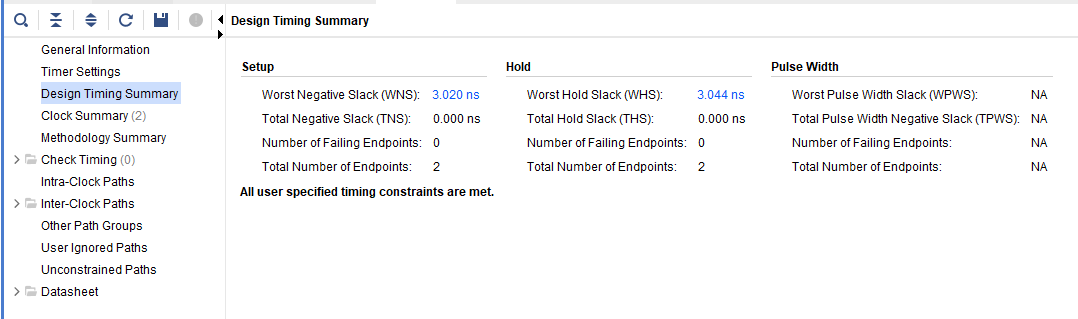 Design Timing Summary
General Information
Timer Settings
Design Timing Summary
Clock Summary (2)
Methodology Summary
Check Timing (0)
Intra-Clock Paths
Inter-Clock Paths
Other Path Groups
User Ignored Paths
Unconstrained Paths
Datasheet
Setup
Worst Negative Slack (WNS): 3.020 ns
Total Negative Slack (TNS): 0.000 ns
Number of Failing Endpoints: 0
Total Number of Endpoints: 2
Hold
Worst Hold Slack (WHS): 3.044 ns
Total Hold Slack (THS): 0.000 ns
Number of Failing Endpoints: 0
Total Number of Endpoints: 2
Pulse Width
Worst Pulse Width Slack (WPWS): NA
Total Pulse Width Negative Slack (TPWS): NA
Number of Failing Endpoints: NA
Total Number of Endpoints: NA
All user specified timing constraints are met.